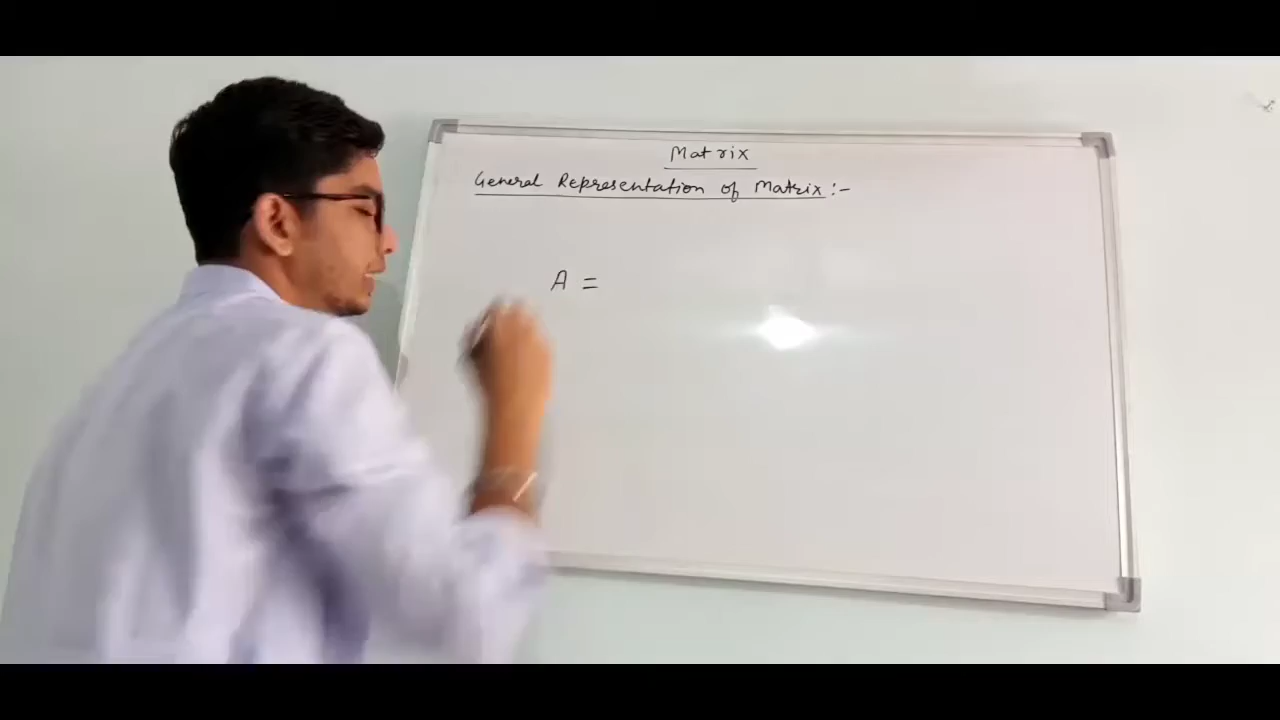 Matrix
General Representation of Matrix :-
A =